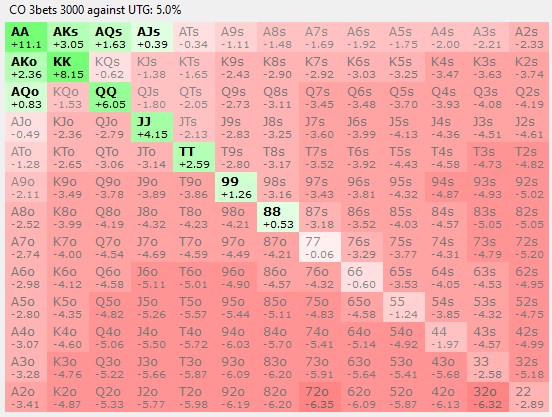 CO 3bets 3000 against UTG: 5.0%
AA AKs AQs AJs ATs A9s A8s A7s A6s A5s A4s A3s A2s
+11.1 +3.05 +1.63 +0.39 -0.34 -1.11 -1.48 -1.69 -1.92 -1.75 -2.00 -2.21 -2.33
AKo KK KQs KJs KTs K9s K8s K7s K6s K5s K4s K3s K2s
+2.36 +8.15 -0.62 -1.38 -1.65 -2.43 -2.90 -2.92 -3.03 -3.25 -3.47 -3.63 -3.74
AQo KQo QQ QJs QTs Q9s Q8s Q7s Q6s Q5s Q4s Q3s Q2s
+0.83 -1.53 +6.05 -1.80 -2.05 -2.73 -3.11 -3.45 -3.48 -3.70 -3.93 -4.08 -4.19
AJo KJo QJo JJ JTs J9s J8s J7s J6s J5s J4s J3s J2s
-0.49 -2.36 -2.79 +4.15 -2.13 -2.83 -3.25 -3.60 -3.99 -4.13 -4.36 -4.51 -4.61
ATo KTo QTo JTo TT T9s T8s T7s T6s T5s T4s T3s T2s
-1.28 -2.65 -3.06 -3.14 +2.59 -2.80 -3.17 -3.52 -3.92 -4.43 -4.58 -4.73 -4.82
A9o K9o Q9o J9o T9o 99 98s 97s 96s 95s 94s 93s 92s
-2.11 -3.49 -3.78 -3.89 -3.86 +1.26 -3.16 -3.43 -3.81 -4.32 -4.87 -4.93 -5.02
A8o K8o Q8o J8o T8o 98o 88 87s 86s 85s 84s 83s 82s
-2.52 -3.99 -4.19 -4.32 -4.23 -4.21 +0.53 -3.18 -3.52 -4.03 -4.57 -5.05 -5.05
A7o K7o Q7o J7o T7o 97o 87o 77 76s 75s 74s 73s 72s
-2.74 -4.00 -4.54 -4.69 -4.59 -4.49 -4.21 -0.06 -3.29 -3.77 -4.31 -4.79 -5.20
A6o K6o Q6o J6o T6o 96o 86o 76o 66 65s 64s 63s 62s
-2.98 -4.12 -4.58 -5.11 -5.01 -4.90 -4.57 -4.32 -0.60 -3.53 -4.05 -4.53 -4.95
A5o K5o Q5o J5o T5o 95o 85o 75o 65o 55 54s 53s 52s
-2.80 -4.35 -4.82 -5.26 -5.57 -5.44 -5.11 -4.83 -4.58 -1.24 -3.85 -4.32 -4.75
A4o K4o Q4o J4o T4o 94o 84o 74o 64o 54o 44 43s 42s
-3.07 -4.60 -5.06 -5.50 -5.72 -6.03 -5.70 -5.41 -5.14 -4.92 -1.97 -4.57 -4.99
A3o K3o Q3o J3o T3o 93o 83o 73o 63o 53o 43o 33 32s
-3.28 -4.76 -5.22 -5.66 -5.87 -6.09 -6.20 -5.91 -5.64 -5.41 -5.68 -2.58 -5.18
A2o K2o Q2o J2o T2o 92o 82o 72o 62o 52o 42o 32o 22
-3.41 -4.87 -5.33 -5.77 -5.98 -6.19 -6.19 -6.35 -6.09 -5.87 -6.13 -6.32 -2.89